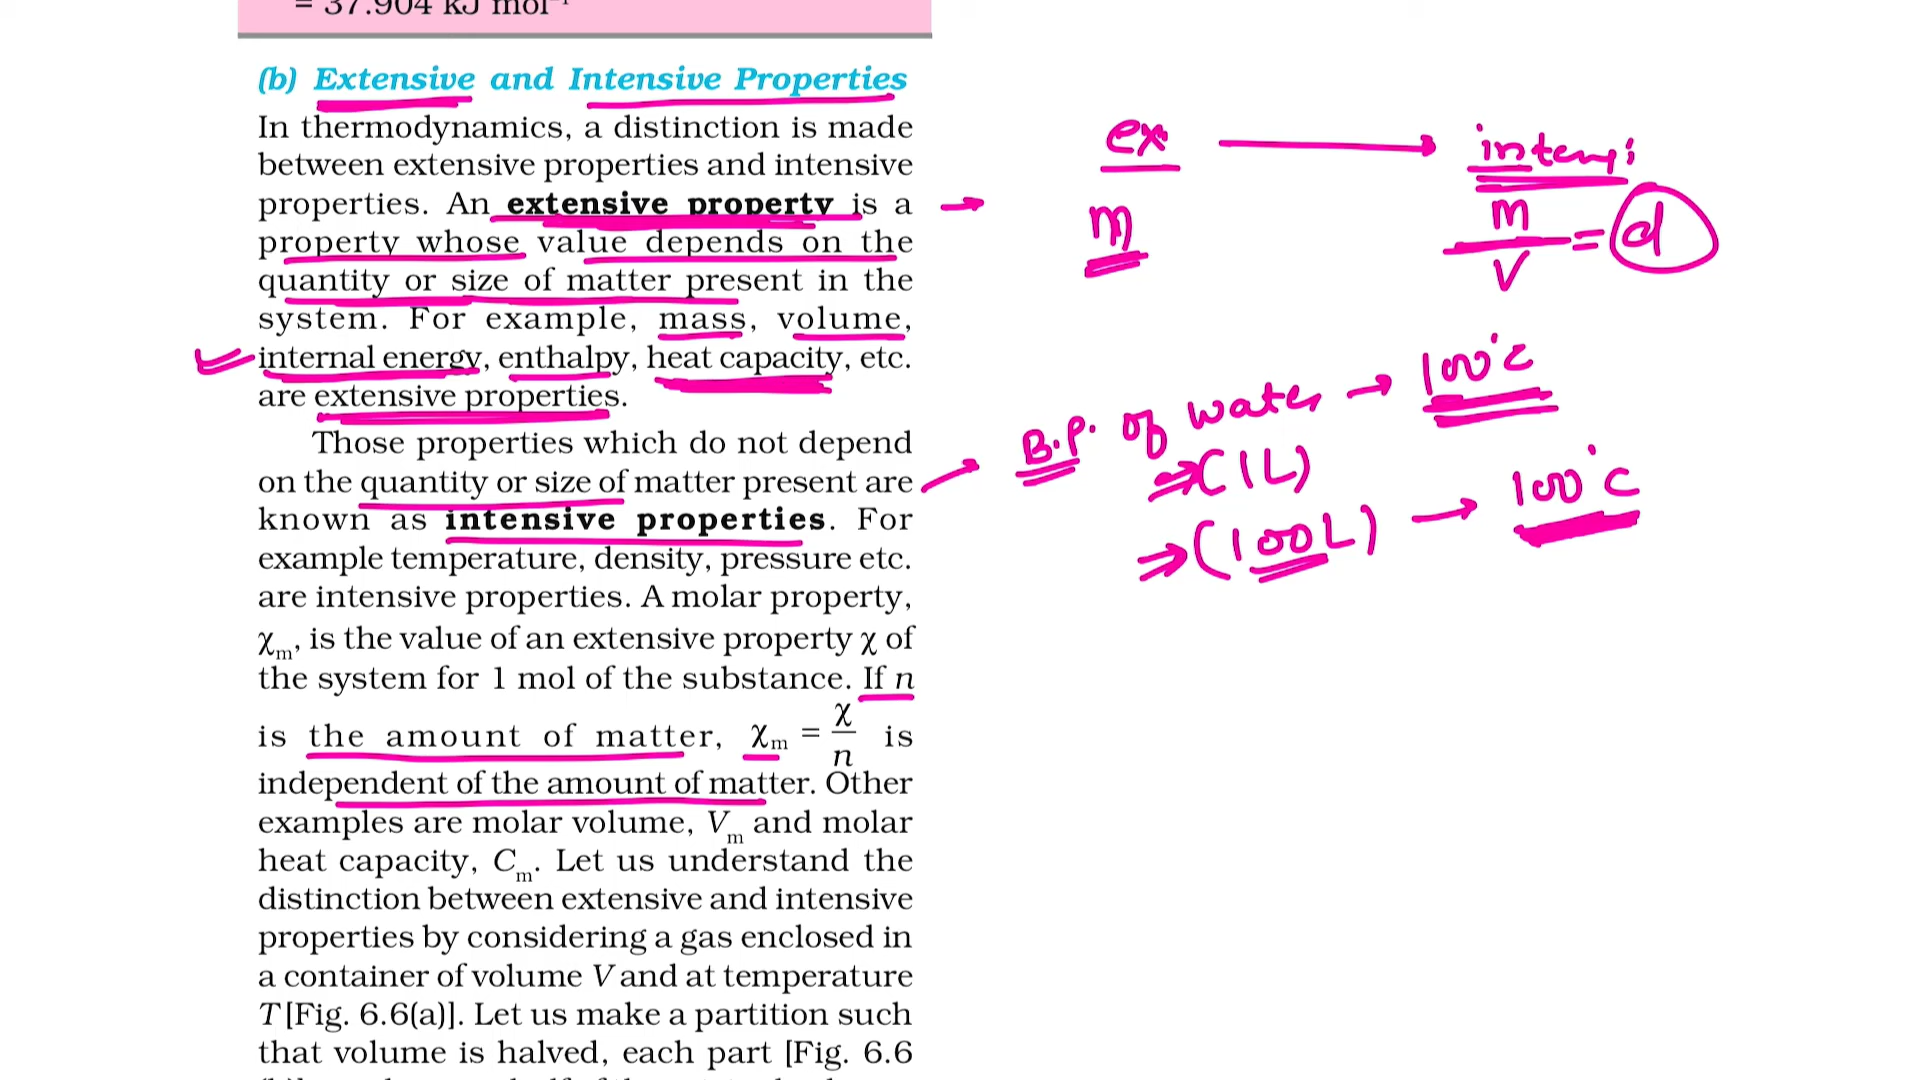 = 37.904 kJ mol⁻¹
(b) Extensive and Intensive Properties
In thermodynamics, a distinction is made
between extensive properties and intensive
properties. An extensive property is a
property whose value depends on the
quantity or size of matter present in the
system. For example, mass, volume,
internal energy, enthalpy, heat capacity, etc.
are extensive properties.
Those properties which do not depend
on the quantity or size of matter present are
known as intensive properties. For
example temperature, density, pressure etc.
are intensive properties. A molar property,
χₘ, is the value of an extensive property χ of
the system for 1 mol of the substance. If n
is the amount of matter, χₘ = χ/n is
independent of the amount of matter. Other
examples are molar volume, Vₘ and molar
heat capacity, Cₘ. Let us understand the
distinction between extensive and intensive
properties by considering a gas enclosed in
a container of volume V and at temperature
T [Fig. 6.6(a)]. Let us make a partition such
that volume is halved, each part [Fig. 6.6
ex → intensi
m
m/V = d
B.P. of water → 100°C
⇒ (1L)
⇒ (100L) → 100°C